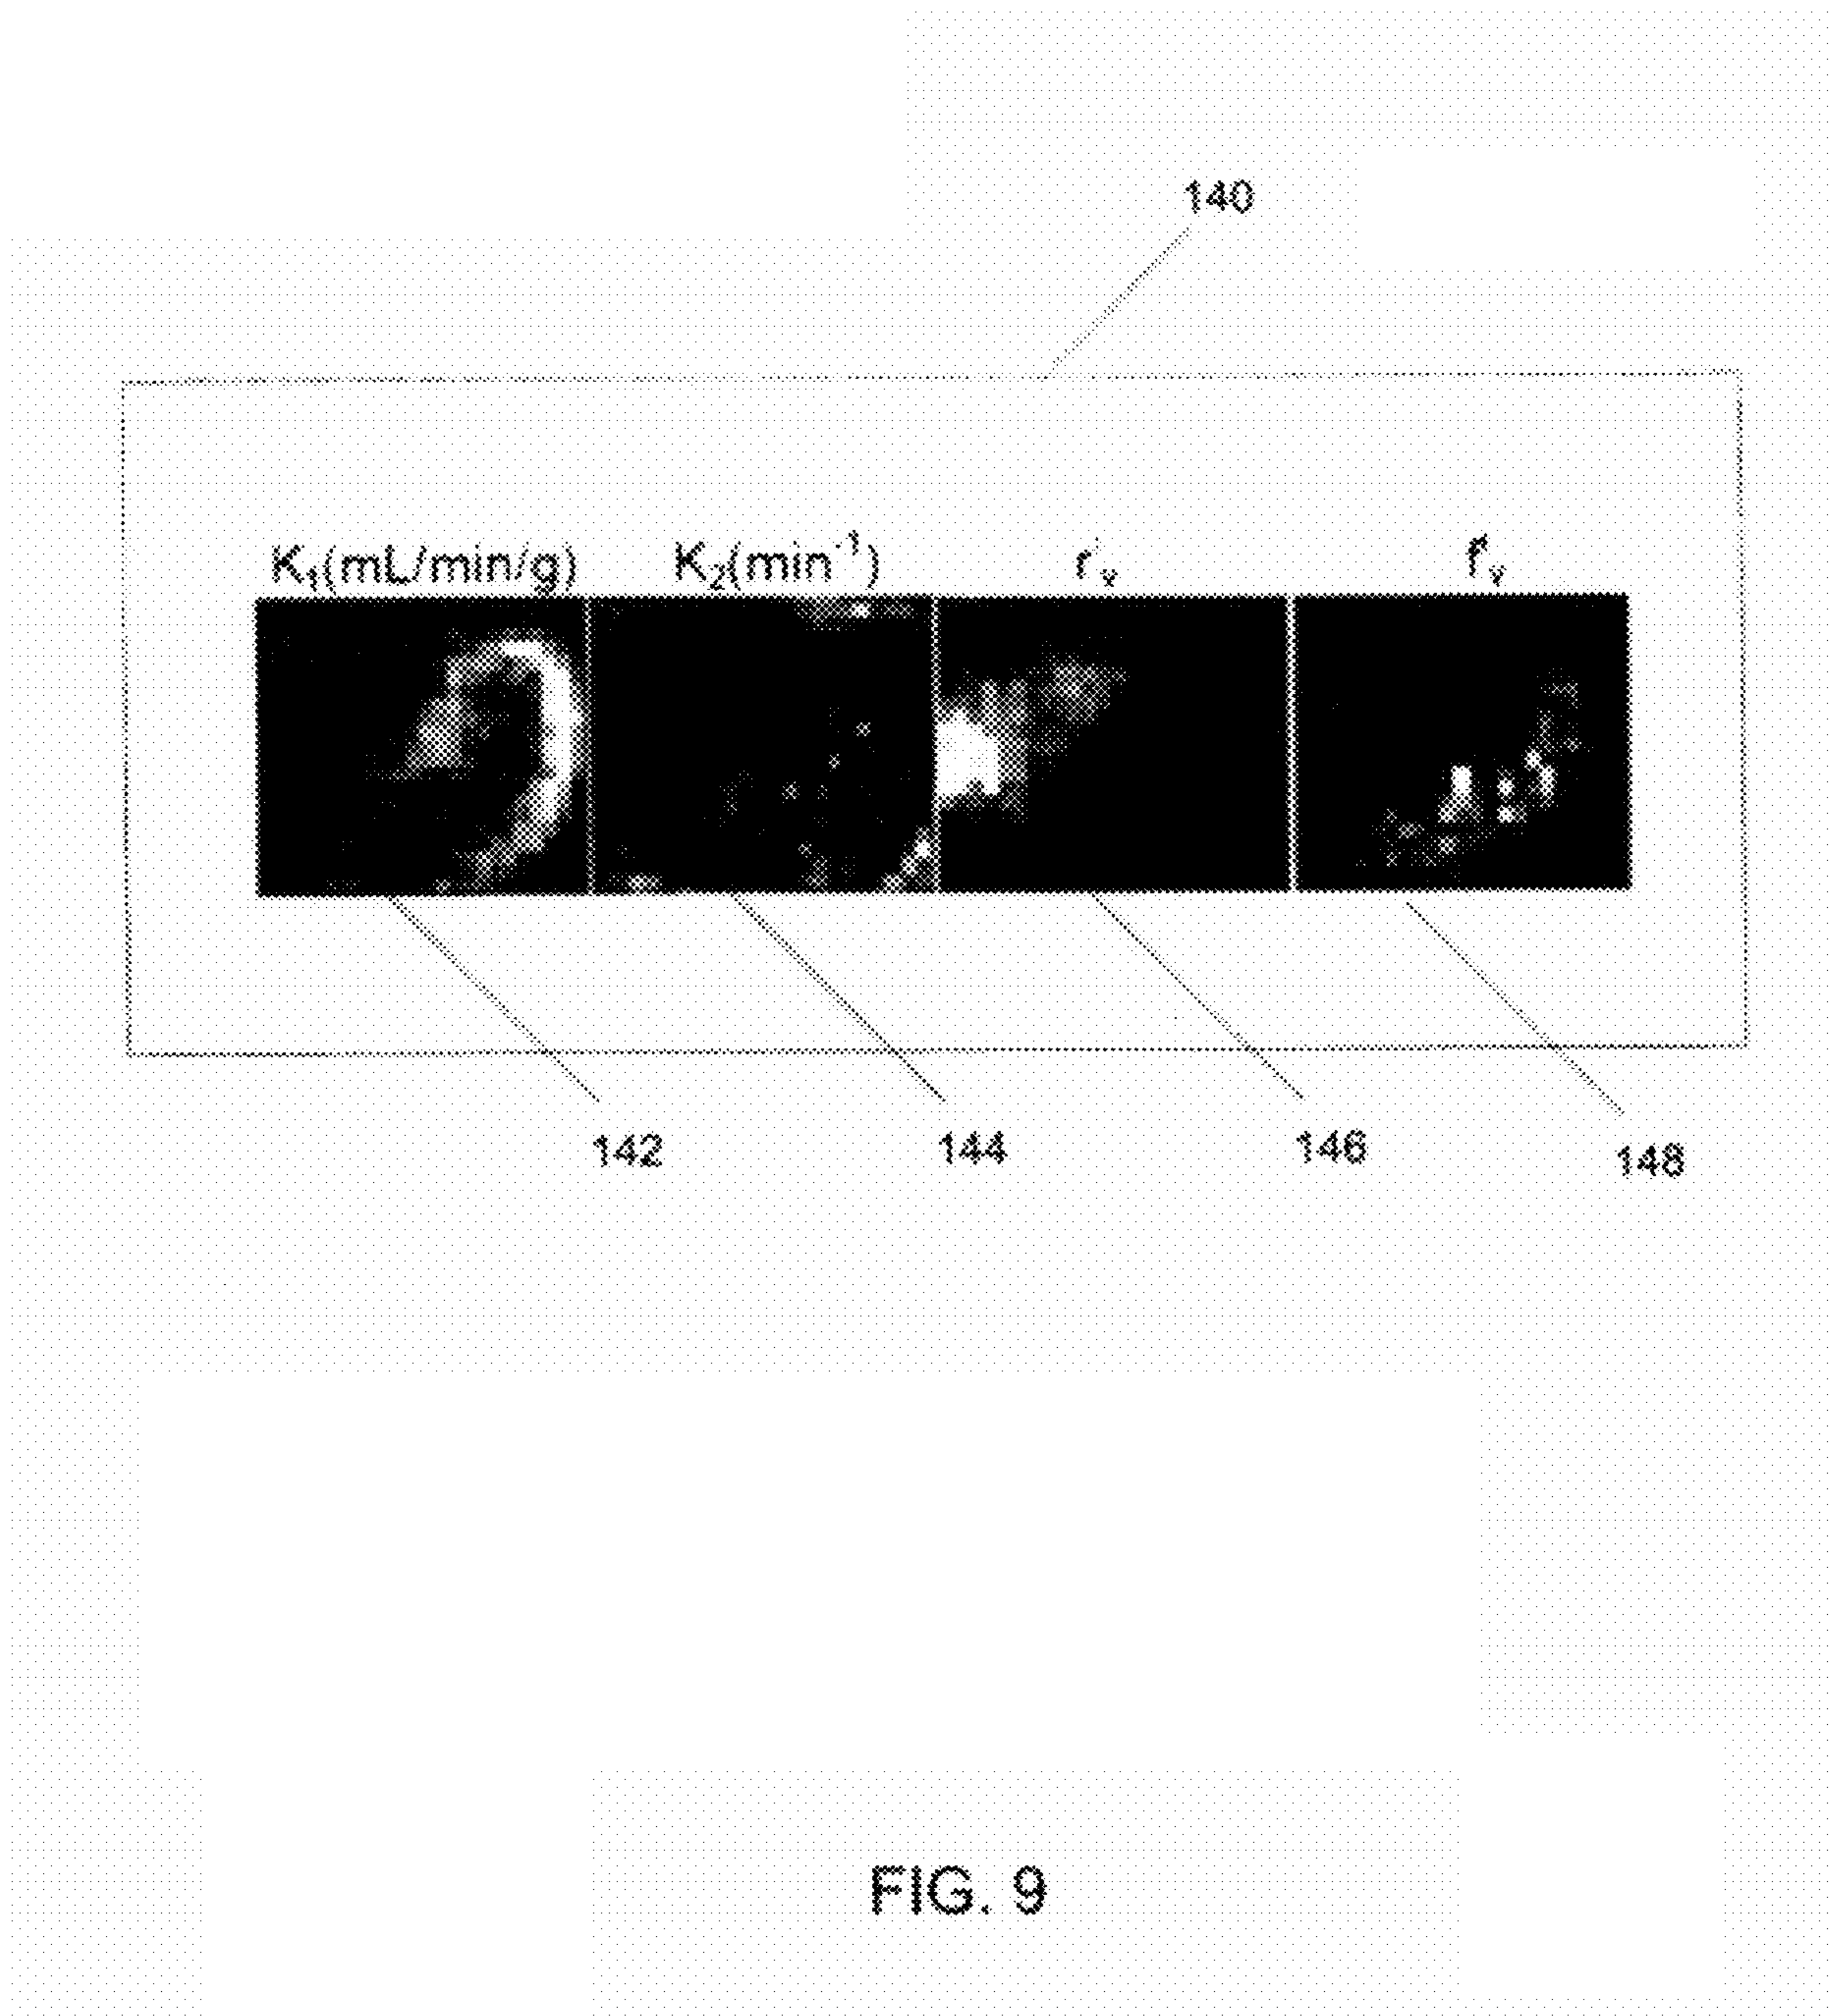 140
K₁(mL/min/g) K₂(min⁻¹) r'ᵥ f'ᵥ
142 144 146 148
FIG. 9